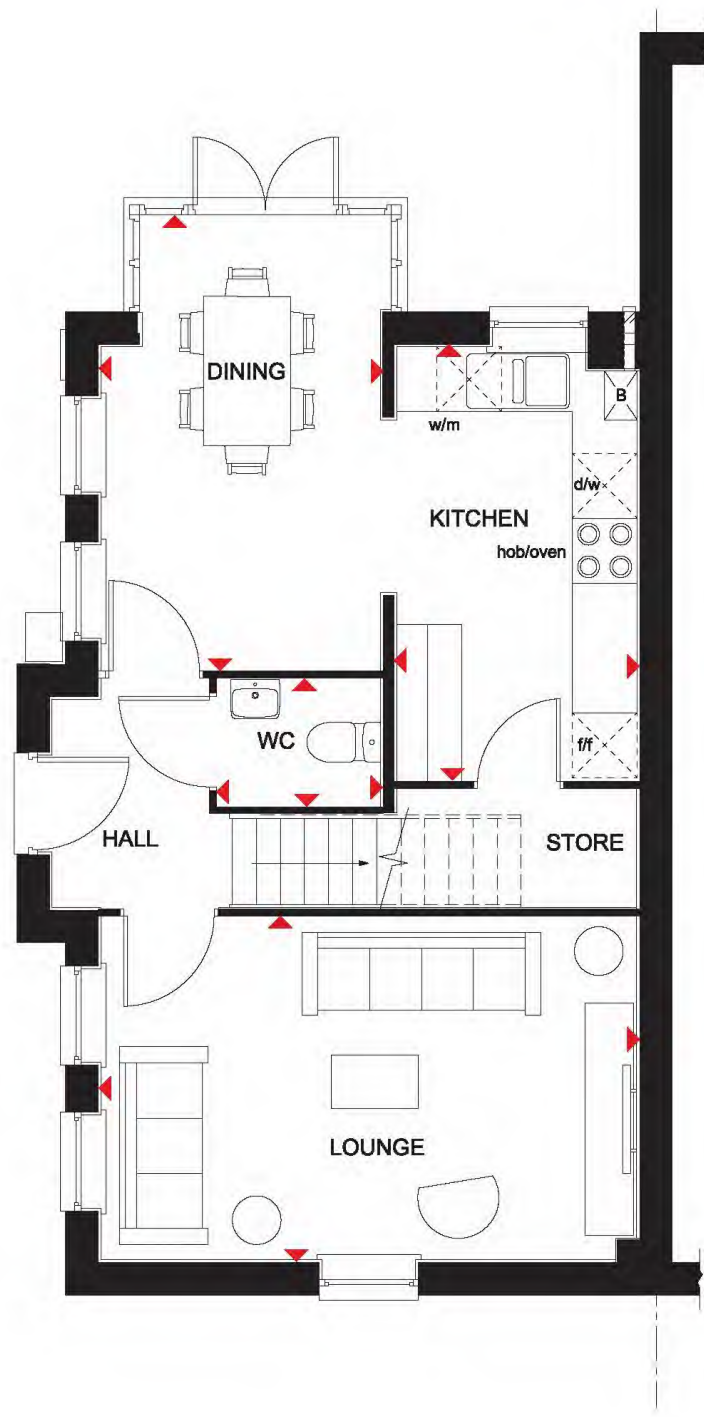 DINING
B
w/m
d/w
KITCHEN
hob/oven
WC
f/f
HALL
STORE
LOUNGE